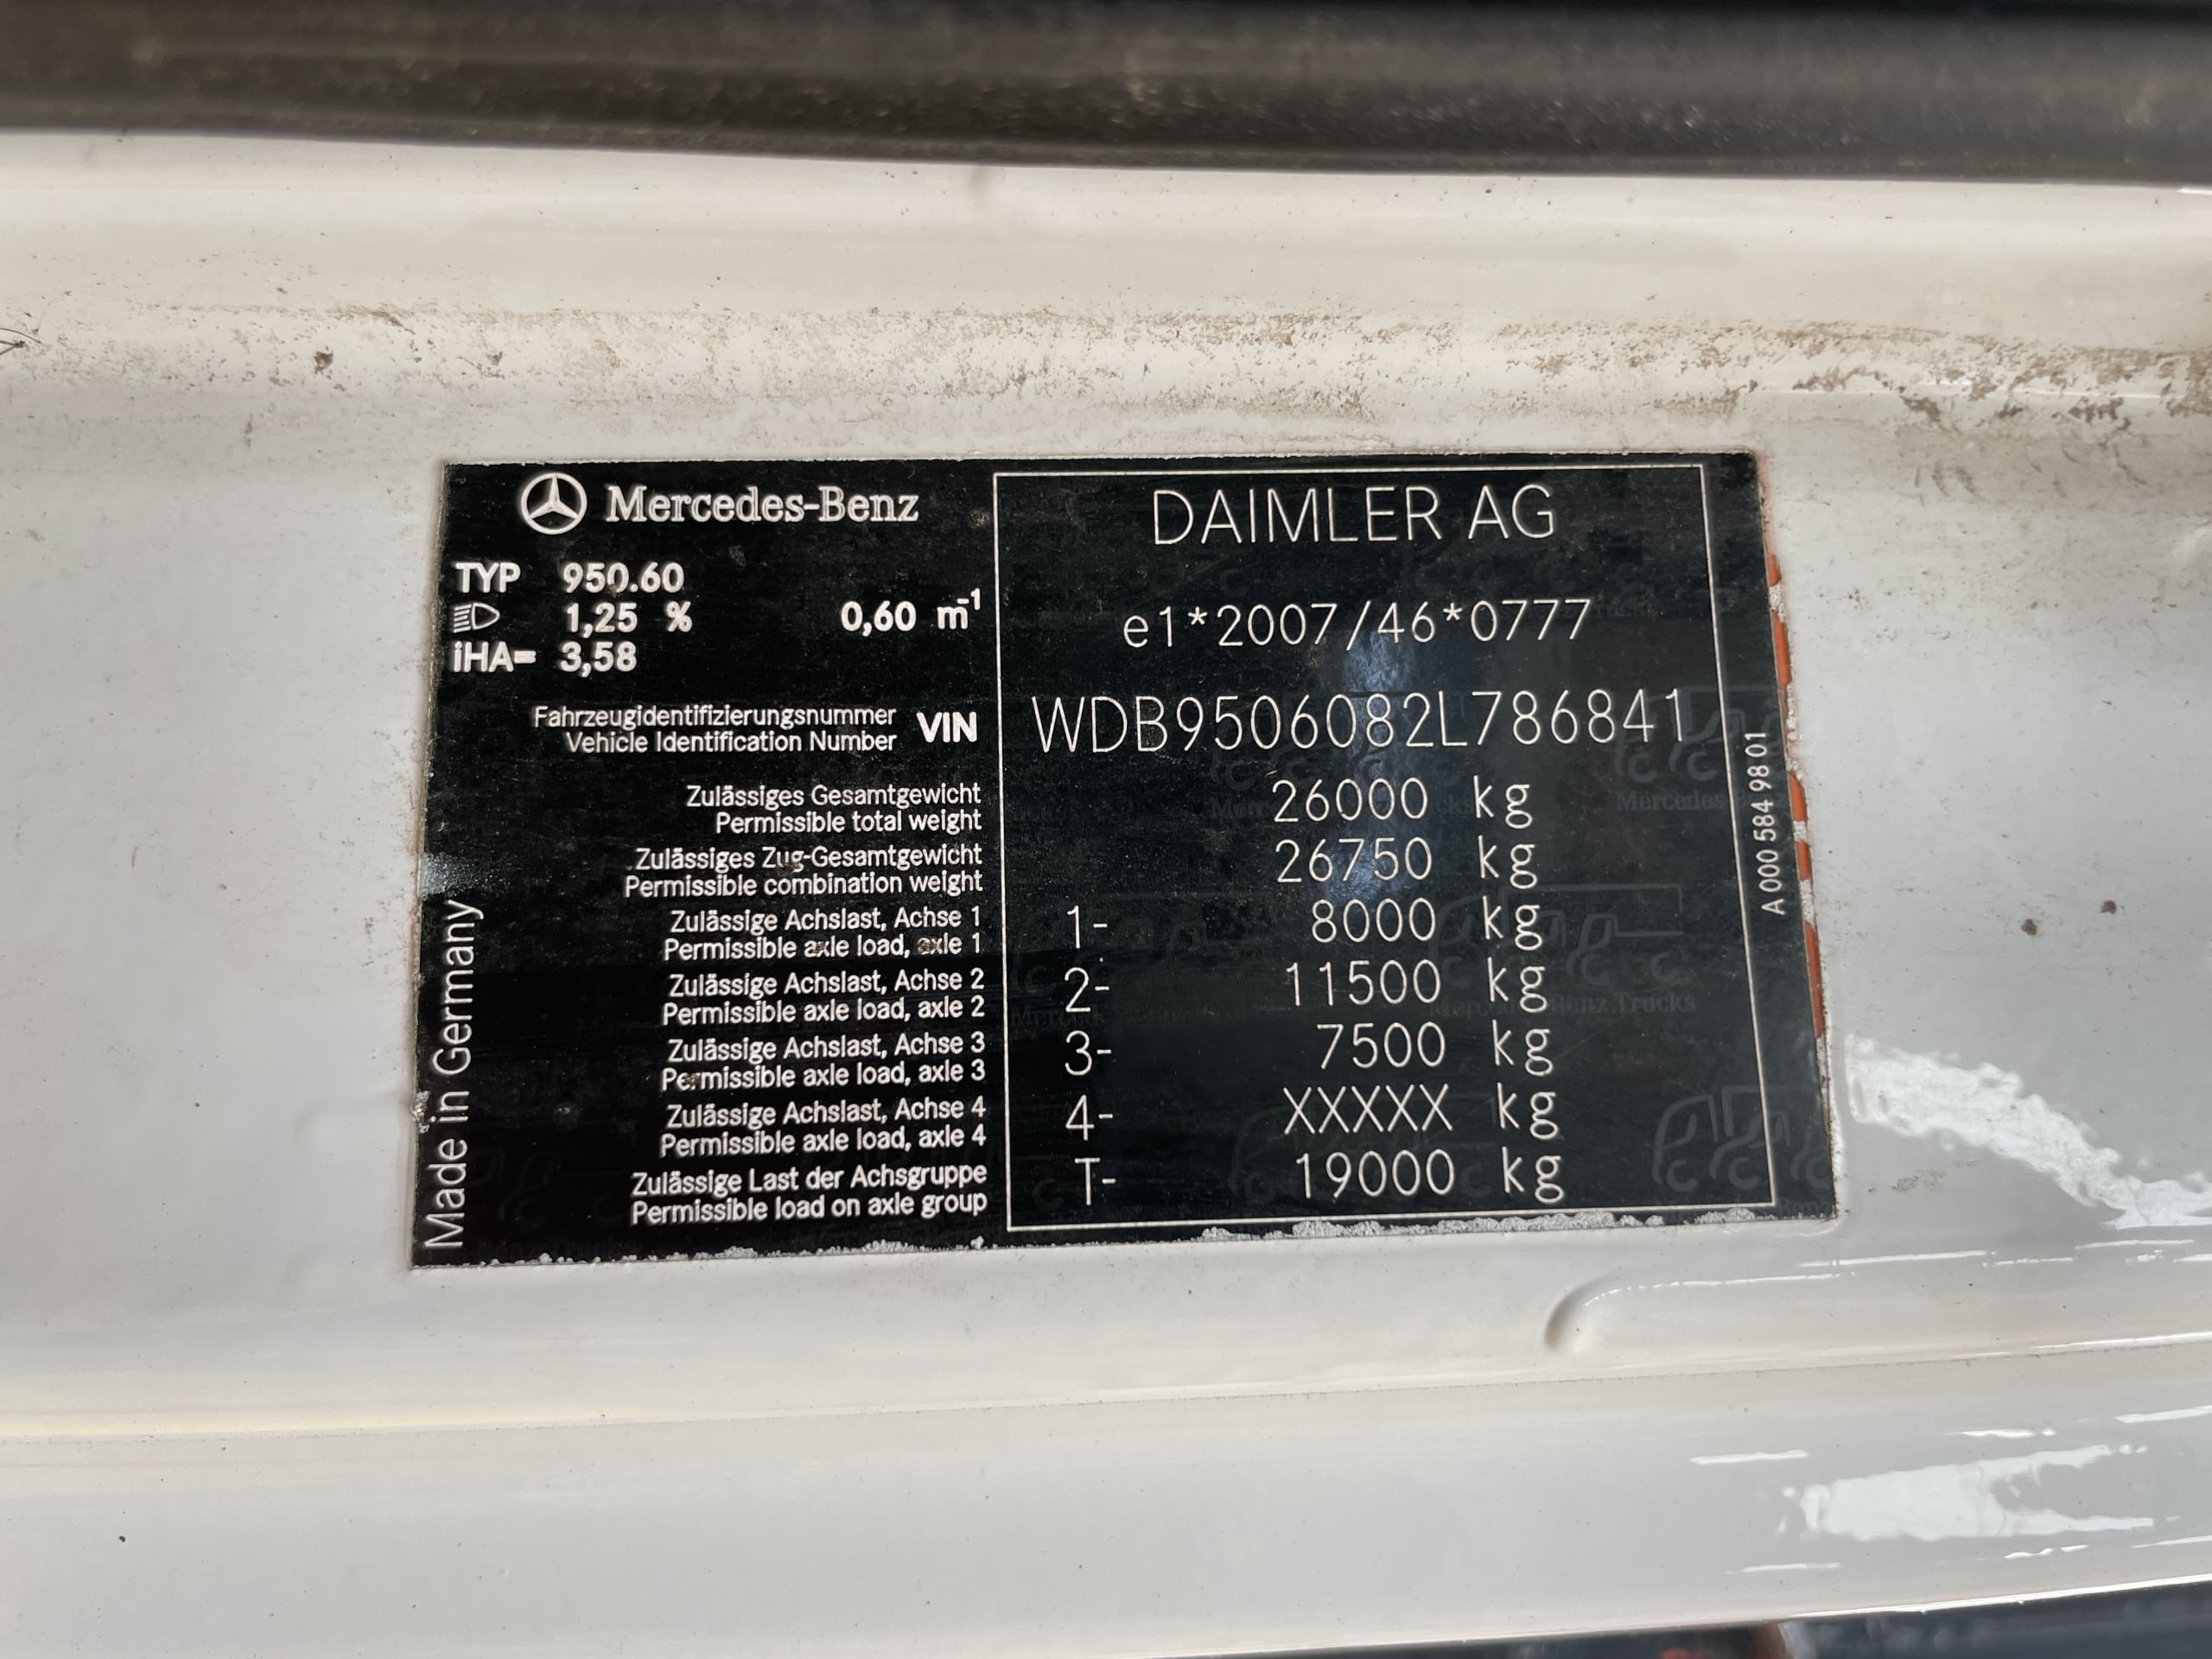 Mercedes-Benz
TYP 950.60
1,25 % 0,60 m-1
iHA= 3,58
DAIMLER AG
e1*2007/46*0777
Fahrzeugidentifizierungsnummer
Vehicle Identification Number
VIN WDB9506082L786841
Zulässiges Gesamtgewicht
Permissible total weight
26000 kg
Zulässiges Zug-Gesamtgewicht
Permissible combination weight
26750 kg
Zulässige Achslast, Achse 1
Permissible axle load, axle 1
1- 8000 kg
Zulässige Achslast, Achse 2
Permissible axle load, axle 2
2- 11500 kg
Zulässige Achslast, Achse 3
Permissible axle load, axle 3
3- 7500 kg
Zulässige Achslast, Achse 4
Permissible axle load, axle 4
4- XXXXX kg
Zulässige Last der Achsgruppe
Permissible load on axle group
T- 19000 kg
Made in Germany
A 000 584 98 01